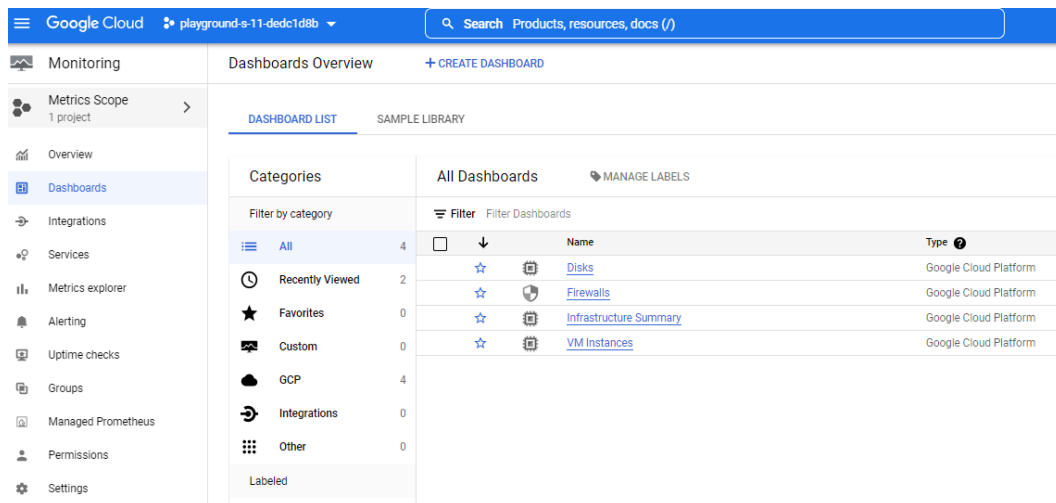 Google Cloud playground-s-11-dedc1d8b Search Products, resources, docs (/)
Monitoring
Metrics Scope
1 project
Overview
Dashboards
Integrations
Services
Metrics explorer
Alerting
Uptime checks
Groups
Managed Prometheus
Permissions
Settings
Dashboards Overview + CREATE DASHBOARD
DASHBOARD LIST SAMPLE LIBRARY
Categories
Filter by category
All 4
Recently Viewed 2
Favorites 0
Custom 0
GCP 4
Integrations 0
Other 0
Labeled
All Dashboards MANAGE LABELS
Filter Filter Dashboards
Name Type ?
Disks Google Cloud Platform
Firewalls Google Cloud Platform
Infrastructure Summary Google Cloud Platform
VM Instances Google Cloud Platform